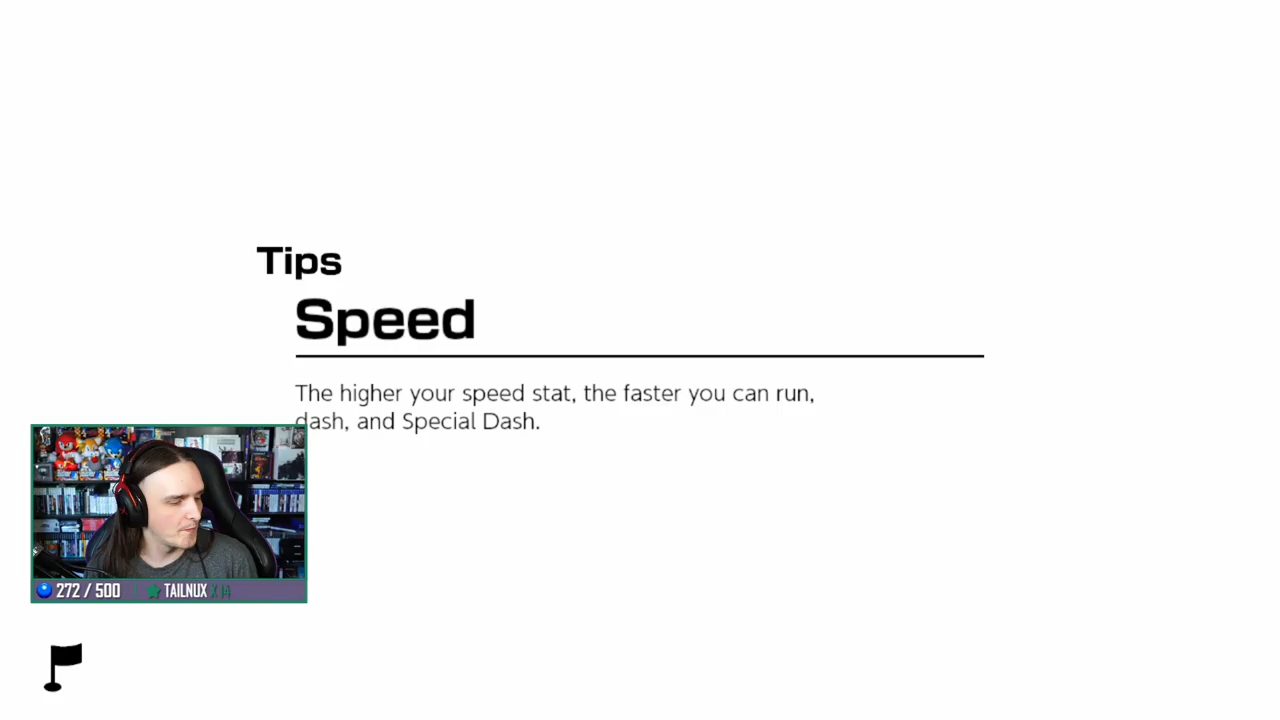 Tips
Speed
The higher your speed stat, the faster you can run,
dash, and Special Dash.
272 / 500
TAILNUX X 14